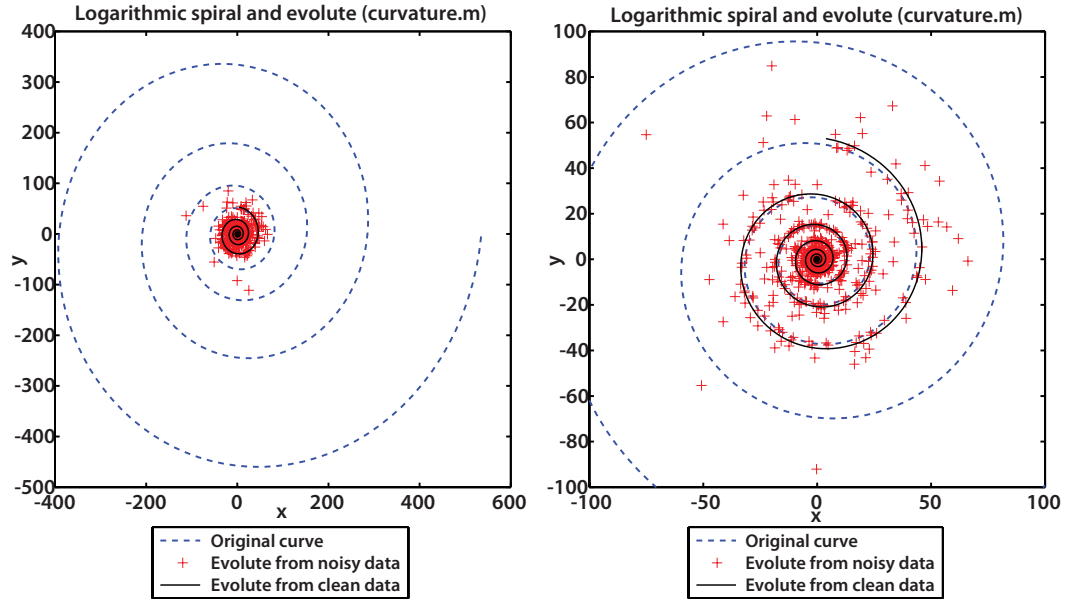 Logarithmic spiral and evolute (curvature.m)
400
300
200
100
0
-100
-200
-300
-400
-500
y
-400
-200
0
200
400
600
x
Original curve
Evolute from noisy data
Evolute from clean data
Logarithmic spiral and evolute (curvature.m)
100
80
60
40
20
0
-20
-40
-60
-80
-100
y
-100
-50
0
50
100
x
Original curve
Evolute from noisy data
Evolute from clean data